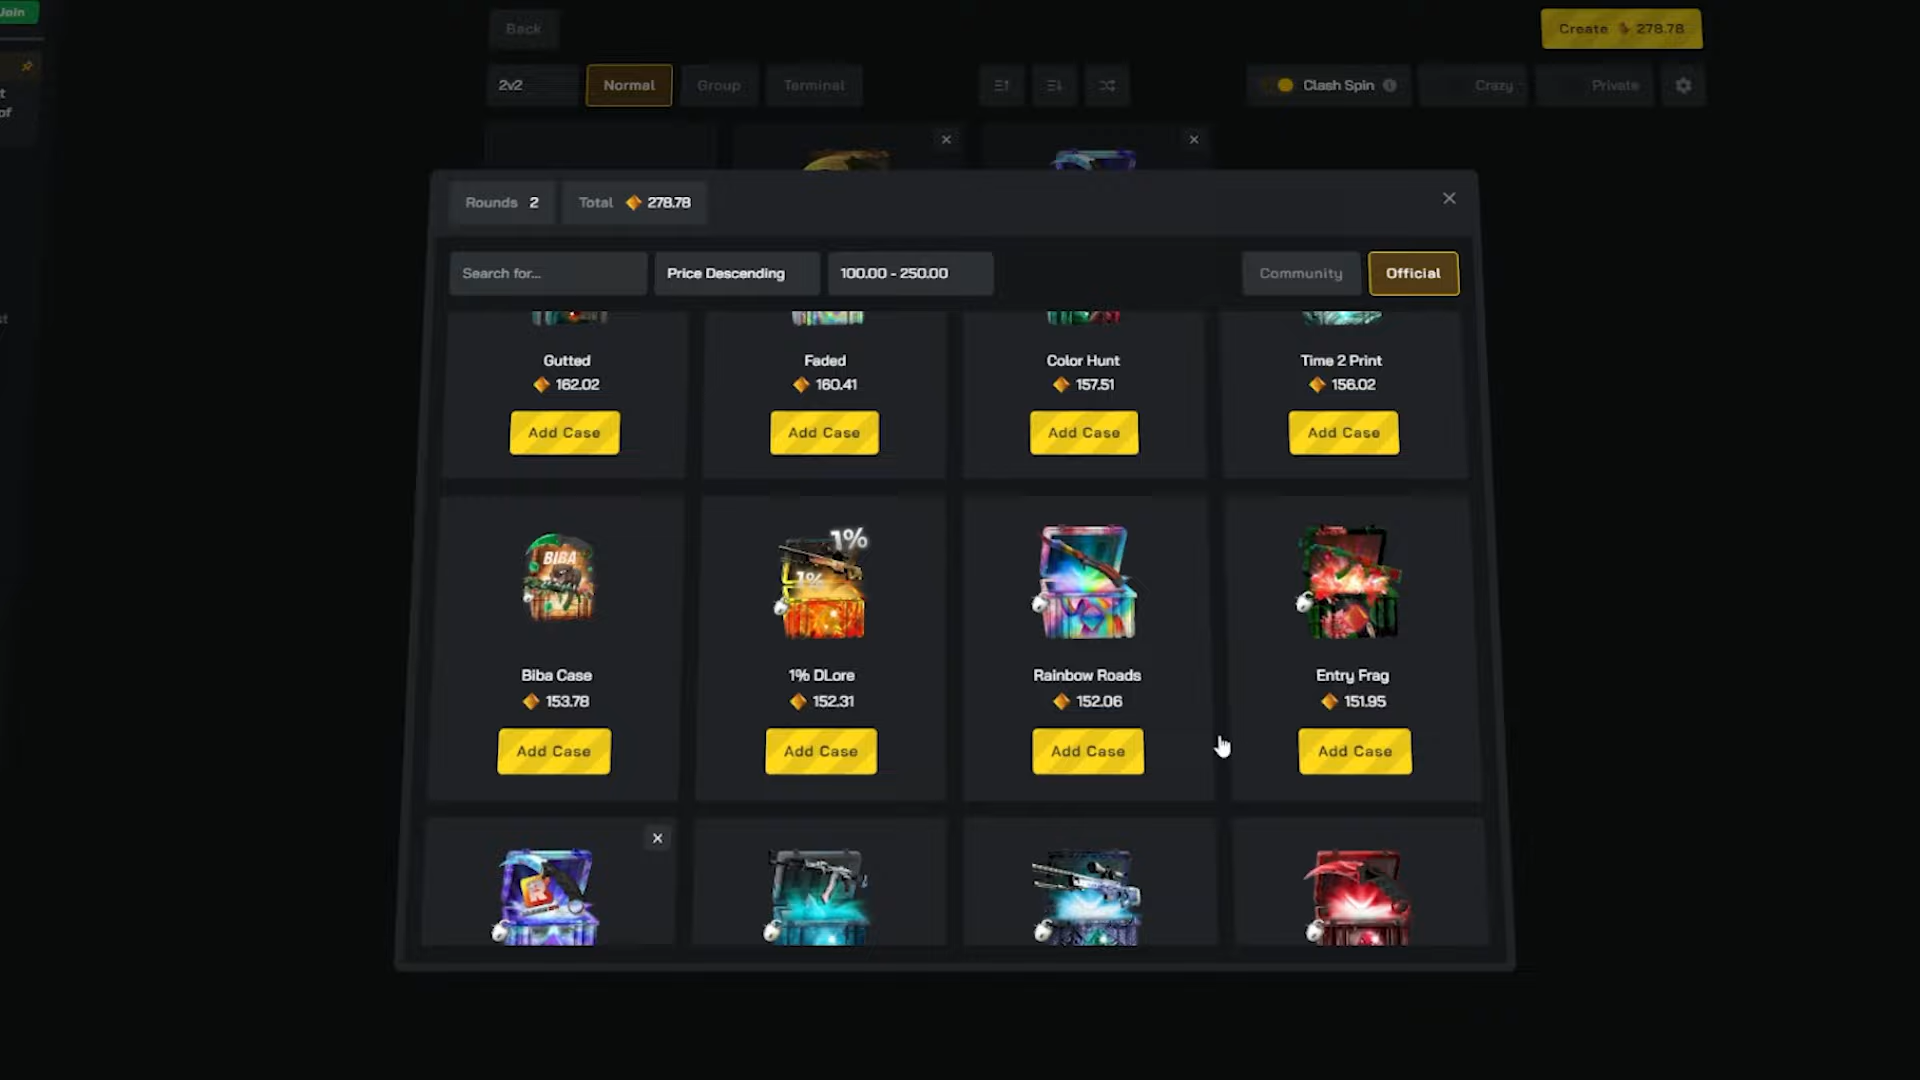 Join
Back
Create 278.78
t
of
st
2v2
Normal
Group
Terminal
Clash Spin
Crazy
Private
Rounds 2
Total 278.78
Search for...
Price Descending
100.00 - 250.00
Community
Official
Gutted
162.02
Add Case
Faded
160.41
Add Case
Color Hunt
157.51
Add Case
Time 2 Print
156.02
Add Case
BIBA
Biba Case
153.78
Add Case
1%
1%
1% DLore
152.31
Add Case
Rainbow Roads
152.06
Add Case
Entry Frag
151.95
Add Case